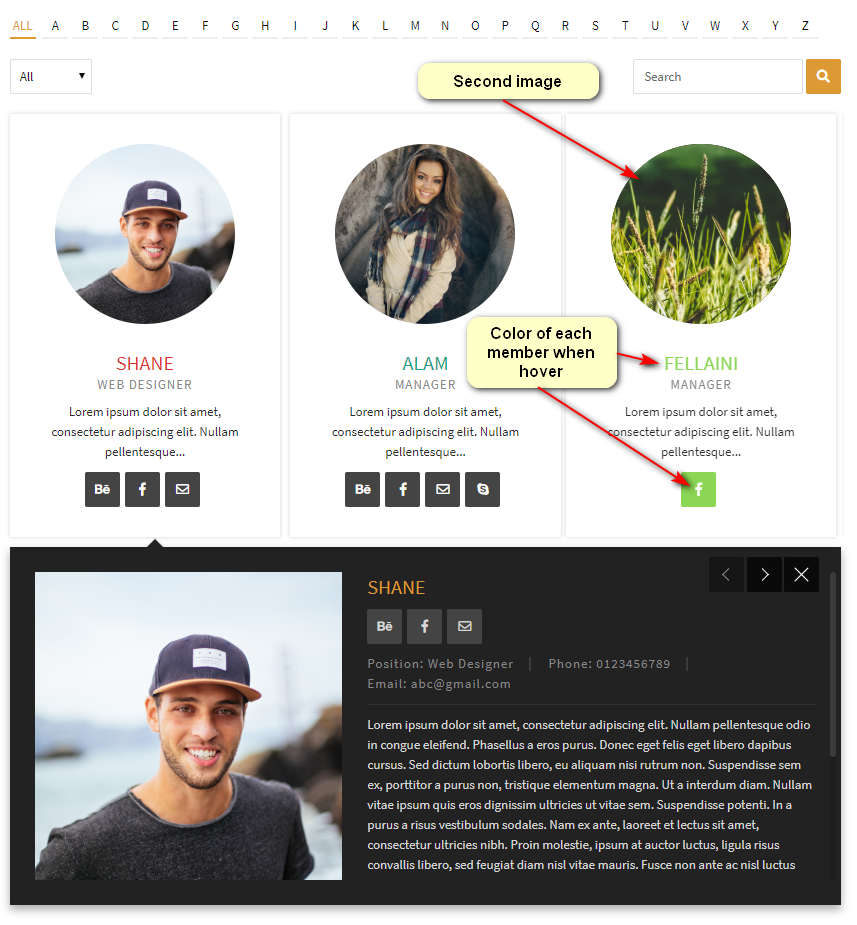 ALL A B C D E F G H I J K L M N O P Q R S T U V W X Y Z
All
Second image
Search
SHANE
WEB DESIGNER
Lorem ipsum dolor sit amet,
consectetur adipiscing elit. Nullam
pellentesque...
Bē
ALAM
MANAGER
Lorem ipsum dolor sit amet,
consectetur adipiscing elit. Nullam
pellentesque...
Bē
Color of each
member when
hover
FELLAINI
MANAGER
Lorem ipsum dolor sit amet,
consectetur adipiscing elit. Nullam
pellentesque...
SHANE
Bē
Position: Web Designer | Phone: 0123456789 |
Email: abc@gmail.com
Lorem ipsum dolor sit amet, consectetur adipiscing elit. Nullam pellentesque odio
in congue eleifend. Phasellus a eros purus. Donec eget felis eget libero dapibus
cursus. Sed dictum lobortis libero, eu aliquam nisi rutrum non. Suspendisse sem
ex, porttitor a purus non, tristique elementum magna. Ut a interdum diam. Nullam
vitae ipsum quis eros dignissim ultricies ut vitae sem. Suspendisse potenti. In a
purus a risus vestibulum sodales. Nam ex ante, laoreet et lectus sit amet,
consectetur ultricies nibh. Proin molestie, ipsum at auctor luctus, ligula risus
convallis libero, sed feugiat diam nisl vitae mauris. Fusce non ante ac nisl luctus